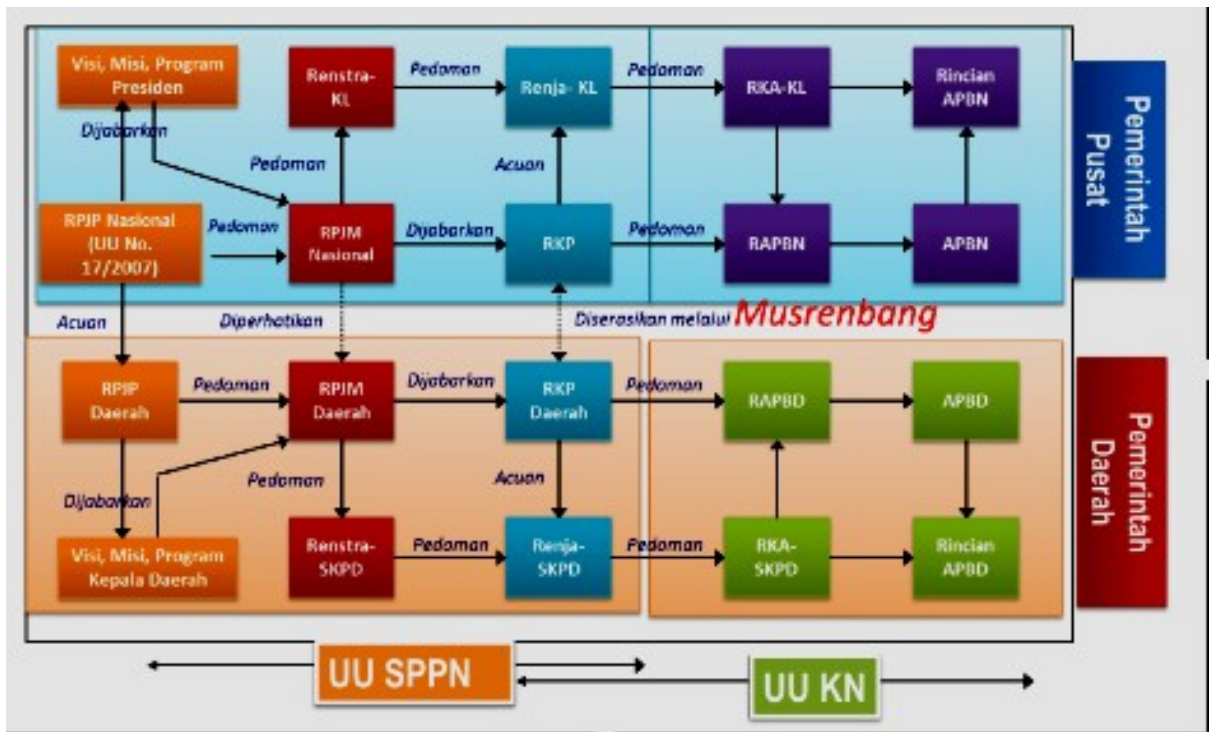 Visi, Misi, Program
Presiden
Renstra-
KL
Pedoman
Renja- KL
Pedoman
RKA-KL
Rincian
APBN
Pemerintah
Pusat
Dijabarkan
Pedoman
Acuan
RPJP Nasional
(UU No.
17/2007)
Pedoman
RPJM
Nasional
Dijabarkan
RKP
Pedoman
RAPBN
APBN
Acuan
Diperhatikan
Diserasikan melalui Musrenbang
RPJP
Daerah
Pedoman
RPJM
Daerah
Dijabarkan
RKP
Daerah
Pedoman
RAPBD
APBD
Pemerintah
Daerah
Dijabarkan
Pedoman
Acuan
Visi, Misi, Program
Kepala Daerah
Renstra-
SKPD
Pedoman
Renja-
SKPD
Pedoman
RKA-
SKPD
Rincian
APBD
UU SPPN
UU KN